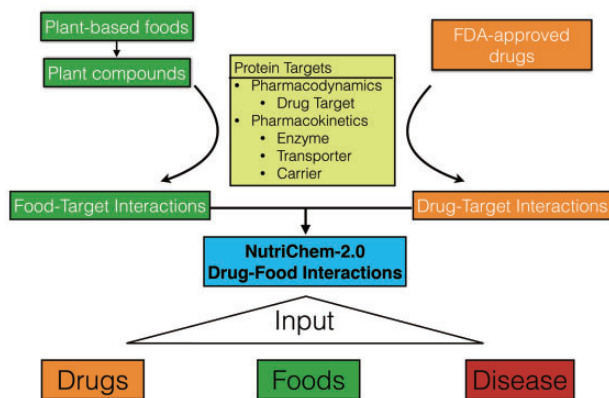 Plant-based foods
Plant compounds
FDA-approved
drugs
Protein Targets
• Pharmacodynamics
• Drug Target
• Pharmacokinetics
• Enzyme
• Transporter
• Carrier
Food-Target Interactions
Drug-Target Interactions
NutriChem-2.0
Drug-Food Interactions
Input
Drugs
Foods
Disease